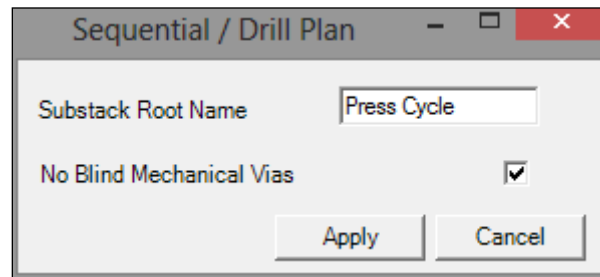 Sequential / Drill Plan
Substack Root Name Press Cycle
No Blind Mechanical Vias
Apply Cancel